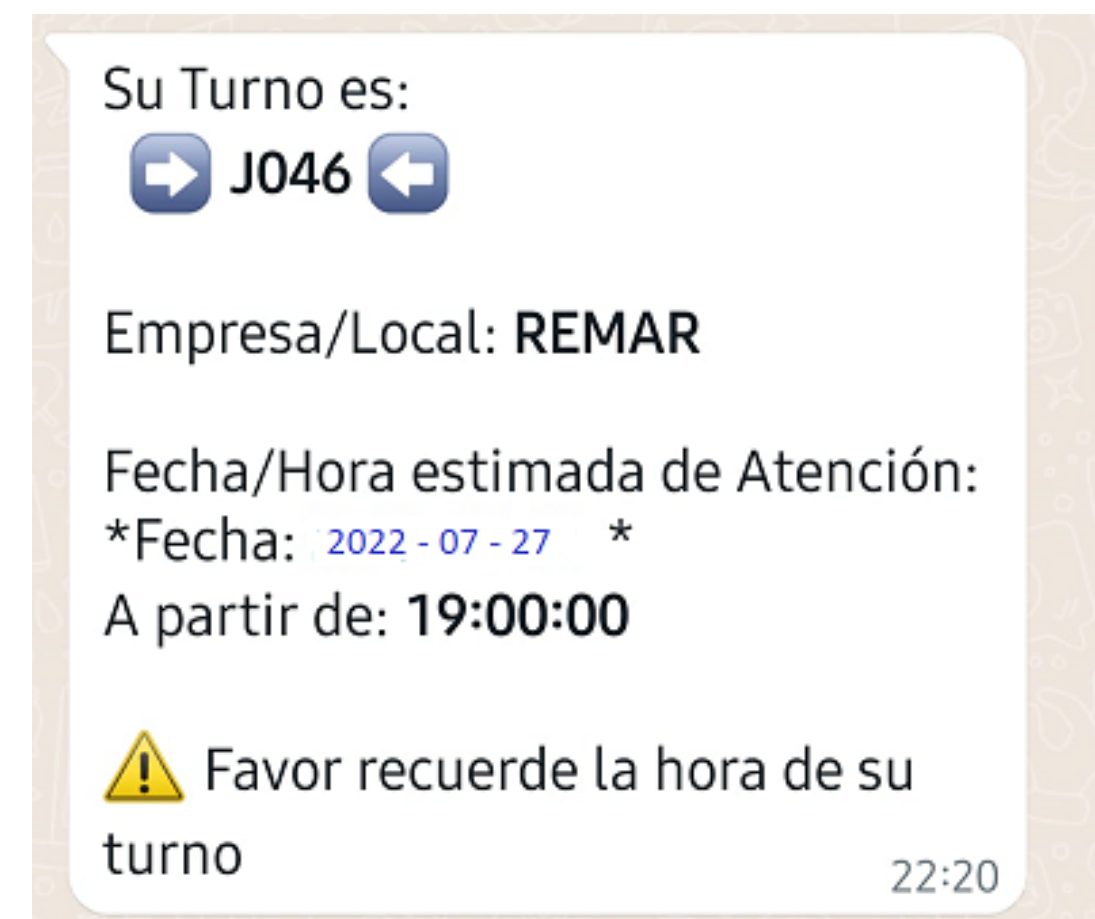 Su Turno es:
➡️ J046 ⬅️
Empresa/Local: REMAR
Fecha/Hora estimada de Atención:
*Fecha: 2022 - 07 - 27 *
A partir de: 19:00:00
⚠️ Favor recuerde la hora de su
turno
22:20